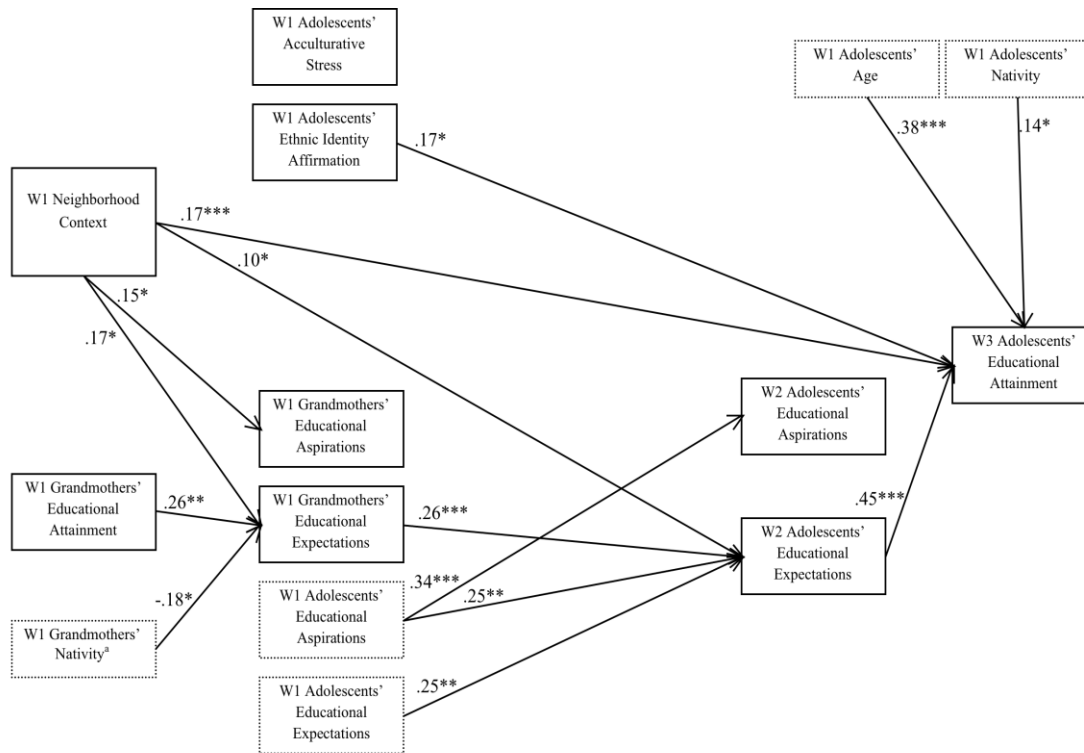 W1 Adolescents’
Acculturative
Stress
W1 Adolescents’
Age
W1 Adolescents’
Nativity
W1 Adolescents’
Ethnic Identity
Affirmation
.17*
.38***
.14*
W1 Neighborhood
Context
.17***
.10*
.15*
.17*
W3 Adolescents’
Educational
Attainment
W1 Grandmothers’
Educational
Aspirations
W2 Adolescents’
Educational
Aspirations
W1 Grandmothers’
Educational
Attainment
.26**
W1 Grandmothers’
Educational
Expectations
.26***
W2 Adolescents’
Educational
Expectations
.45***
-.18*
W1 Grandmothers’
Nativityᵃ
W1 Adolescents’
Educational
Aspirations
.34***
.25**
W1 Adolescents’
Educational
Expectations
.25**